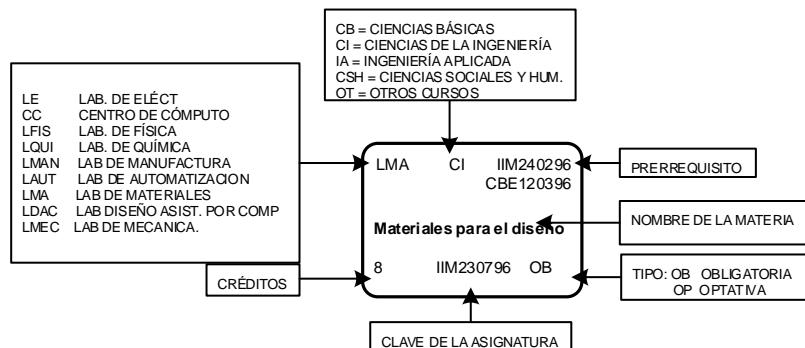 CB = CIENCIAS BÁSICAS
CI = CIENCIAS DE LA INGENIERÍA
IA = INGENIERÍA APLICADA
CSH = CIENCIAS SOCIALES Y HUM.
OT = OTROS CURSOS
LE LAB. DE ELÉCT
CC CENTRO DE CÓMPUTO
LFIS LAB. DE FÍSICA
LQUI LAB. DE QUÍMICA
LMAN LAB DE MANUFACTURA
LAUT LAB DE AUTOMATIZACION
LMA LAB DE MATERIALES
LDAC LAB DISEÑO ASIST. POR COMP
LMEC LAB DE MECANICA.
LMA CI IIM240296
CBE120396
Materiales para el diseño
8 IIM230796 OB
PRERREQUISITO
NOMBRE DE LA MATERIA
CRÉDITOS
TIPO: OB OBLIGATORIA
OP OPTATIVA
CLAVE DE LA ASIGNATURA